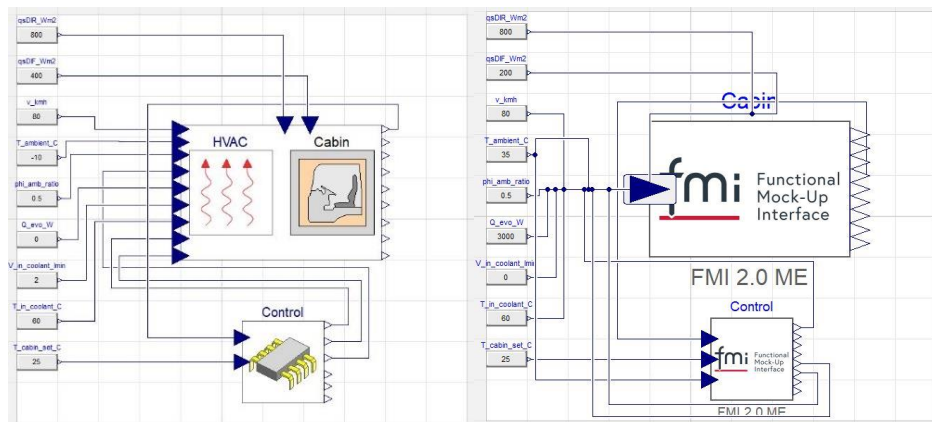 qsDIR_Wm2
800
qsDIF_Wm2
400
v_kmh
80
T_ambient_C
-10
phi_amb_ratio
0.5
Q_evo_W
0
V_in_coolant_lmin
2
T_in_coolant_C
60
T_cabin_set_C
25
HVAC
Cabin
Control
qsDIR_Wm2
800
qsDIF_Wm2
200
v_kmh
80
T_ambient_C
35
phi_amb_ratio
0.5
Q_evo_W
3000
V_in_coolant_lmin
0
T_in_coolant_C
60
T_cabin_set_C
25
Cabin
fmi
Functional
Mock-Up
Interface
FMI 2.0 ME
Control
fmi
Functional
Mock-Up
Interface
FMI 2.0 ME